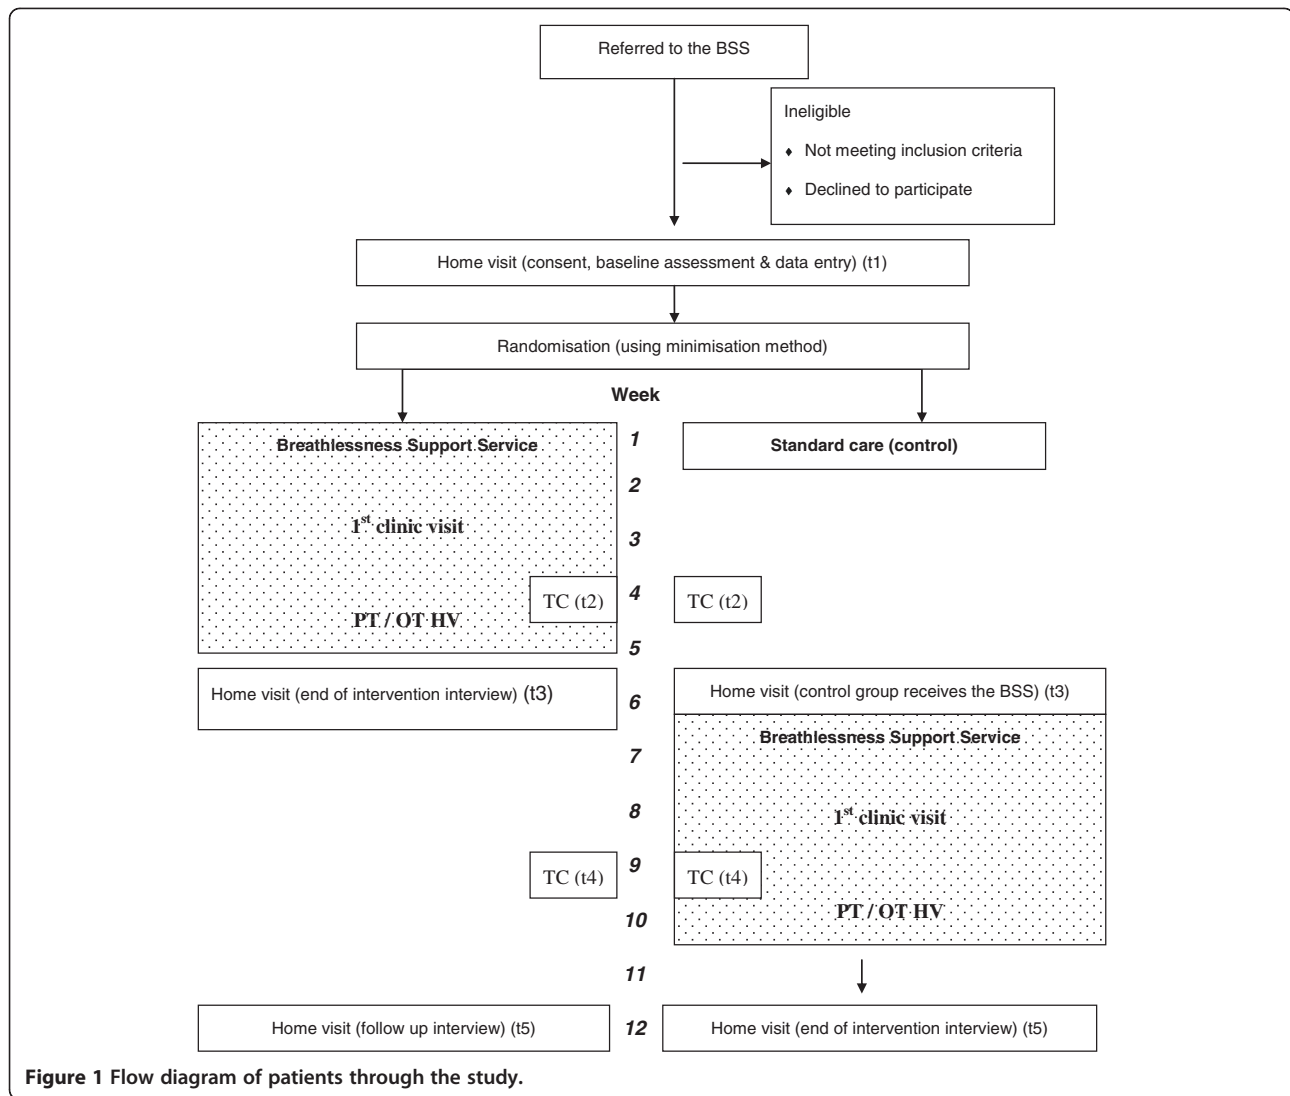 Referred to the BSS
Ineligible
♦ Not meeting inclusion criteria
♦ Declined to participate
Home visit (consent, baseline assessment & data entry) (t1)
Randomisation (using minimisation method)
Week
Breathlessness Support Service
1
Standard care (control)
2
1st clinic visit
3
TC (t2)
4
TC (t2)
PT / OT HV
5
Home visit (end of intervention interview) (t3)
6
Home visit (control group receives the BSS) (t3)
Breathlessness Support Service
7
8
1st clinic visit
TC (t4)
9
TC (t4)
10
PT / OT HV
11
Home visit (follow up interview) (t5)
12
Home visit (end of intervention interview) (t5)
Figure 1 Flow diagram of patients through the study.